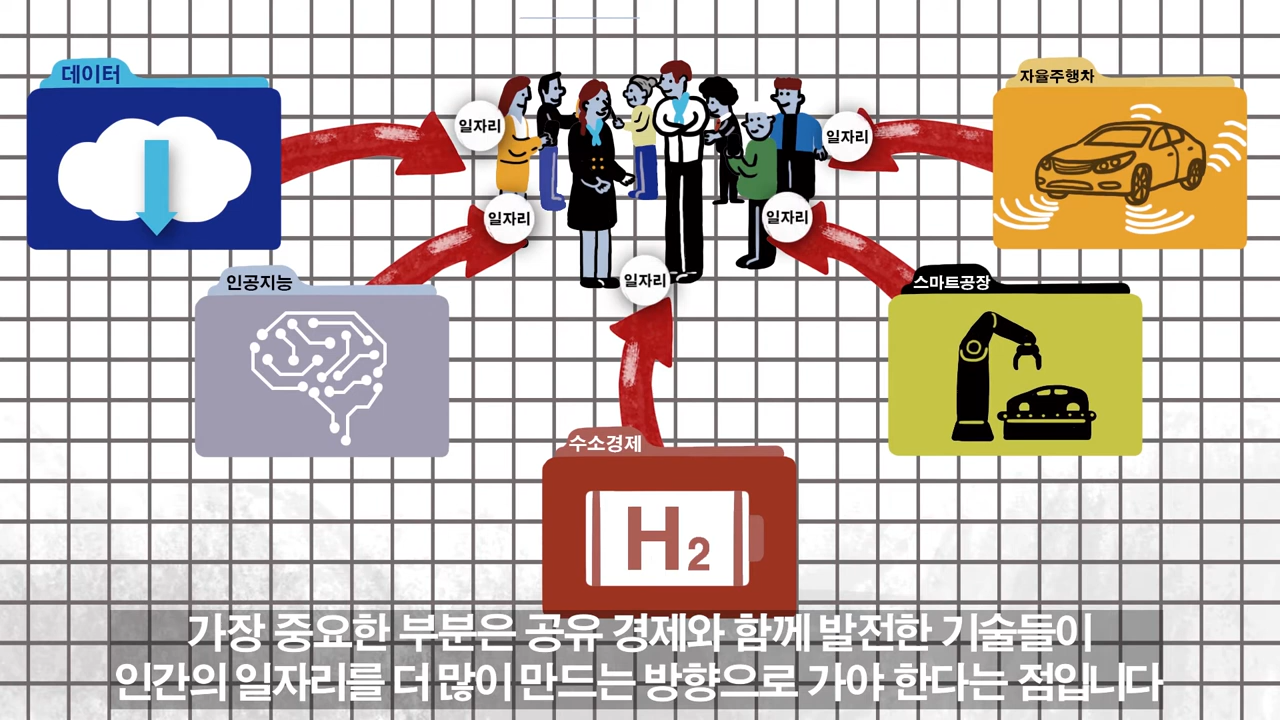 데이터
자율주행차
일자리
일자리
일자리
일자리
일자리
인공지능
스마트공장
수소경제
H2
가장 중요한 부분은 공유 경제와 함께 발전한 기술들이
인간의 일자리를 더 많이 만드는 방향으로 가야 한다는 점입니다